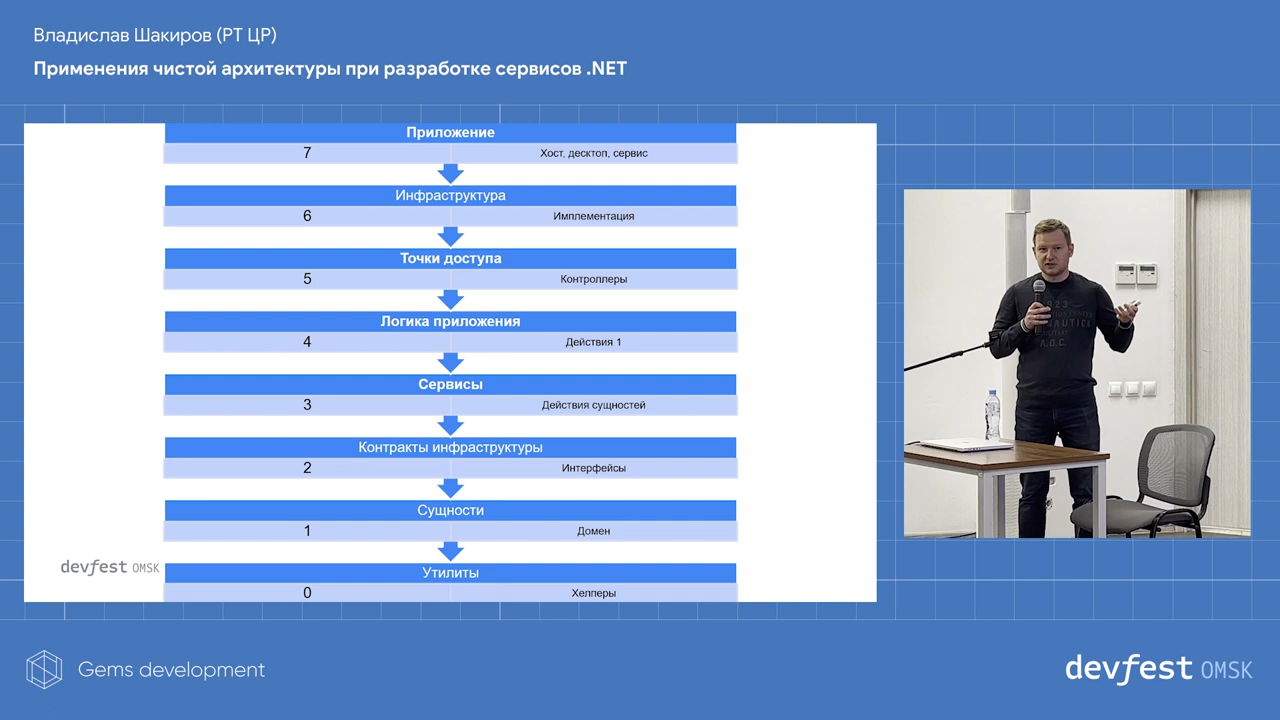 Владислав Шакиров (РТ ЦР)
Применения чистой архитектуры при разработке сервисов .NET
Приложение
7 Хост, десктоп, сервис
Инфраструктура
6 Имплементация
Точки доступа
5 Контроллеры
Логика приложения
4 Действия 1
Сервисы
3 Действия сущностей
Контракты инфраструктуры
2 Интерфейсы
Сущности
1 Домен
Утилиты
0 Хелперы
devfest OMSK
Gems development
devfest OMSK